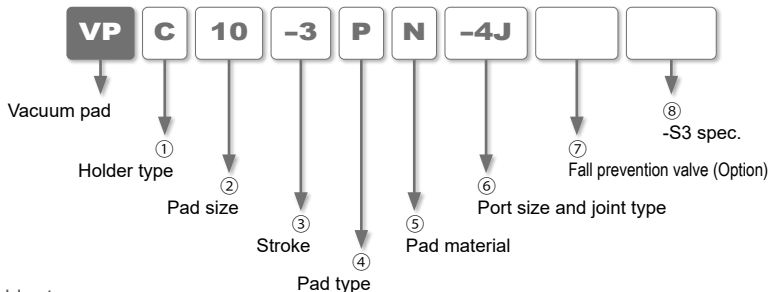 VP C 10 -3 P N -4J
Vacuum pad
① Holder type
② Pad size
③ Stroke
④ Pad type
⑤ Pad material
⑥ Port size and joint type
⑦ Fall prevention valve (Option)
⑧ -S3 spec.